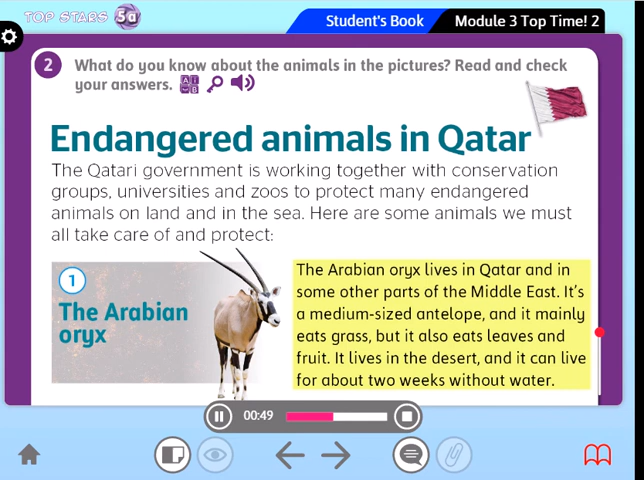 TOP STARS 5a
Student's Book
Module 3 Top Time! 2
2 What do you know about the animals in the pictures? Read and check
your answers.
Endangered animals in Qatar
The Qatari government is working together with conservation
groups, universities and zoos to protect many endangered
animals on land and in the sea. Here are some animals we must
all take care of and protect:
1
The Arabian
oryx
The Arabian oryx lives in Qatar and in
some other parts of the Middle East. It's
a medium-sized antelope, and it mainly
eats grass, but it also eats leaves and
fruit. It lives in the desert, and it can live
for about two weeks without water.
00:49